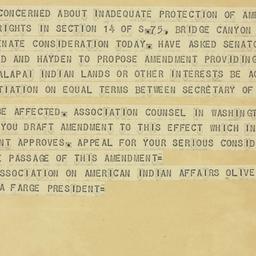 CONCERNED ABOUT INADEQUATE PROTECTION OF AME
RIGHTS IN SECTION 14 OF S.75. BRIDGE CANYON
ENATE CONSIDERATION TODAY. HAVE ASKED SENATO
D AND HAYDEN TO PROPOSE AMENDMENT PROVIDING
ALAPAI INDIAN LANDS OR OTHER INTERESTS BE AC
TIATION ON EQUAL TERMS BETWEEN SECRETARY OF
BE AFFECTED. ASSOCIATION COUNSEL IN WASHINGT
YOU DRAFT AMENDMENT TO THIS EFFECT WHICH IN
NT APPROVES. APPEAL FOR YOUR SERIOUS CONSID
E PASSAGE OF THIS AMENDMENT=
ASSOCIATION ON AMERICAN INDIAN AFFAIRS OLIVE
A FARGE PRESIDENT=